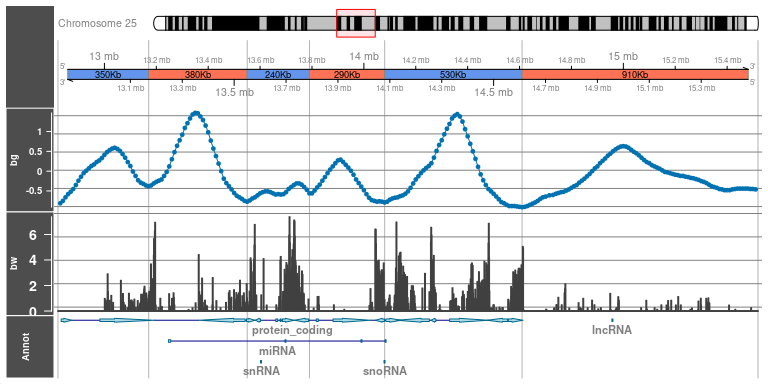 Chromosome 25
13 mb 14 mb 15 mb
13.2 mb 13.4 mb 13.6 mb 13.8 mb 14.2 mb 14.4 mb 14.6 mb 14.8 mb 15.2 mb 15.4 mb
5' 3'
350Kb 380Kb 240Kb 290Kb 530Kb 910Kb
3' 5'
13.1 mb 13.3 mb 13.7 mb 13.9 mb 14.1 mb 14.3 mb 14.7 mb 14.9 mb 15.1 mb 15.3 mb
13.5 mb 14.5 mb
bg
1
0.5
0
-0.5
bw
6
4
2
0
Annot
protein_coding
lncRNA
miRNA
snRNA snoRNA